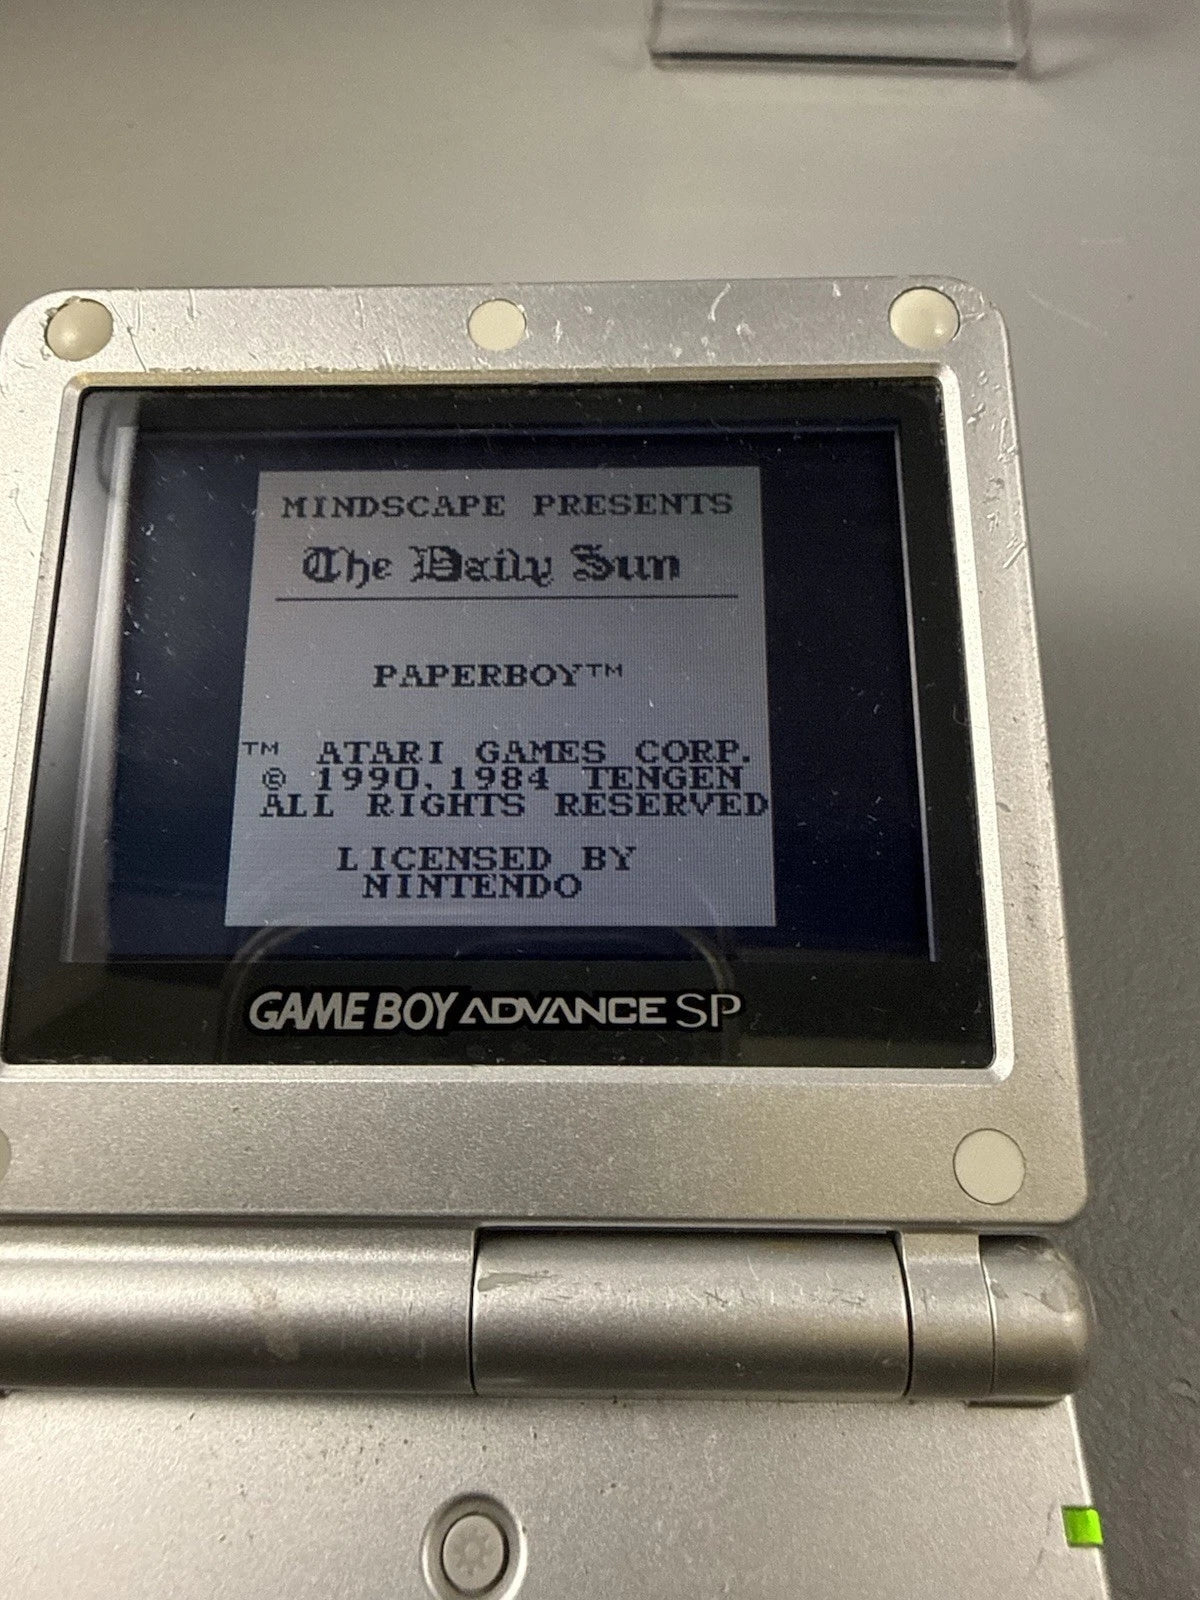 MINDSCAPE PRESENTS
The Daily Sun
PAPERBOY™
™ ATARI GAMES CORP.
© 1990,1984 TENGEN
ALL RIGHTS RESERVED
LICENSED BY
NINTENDO
GAME BOY ADVANCE SP